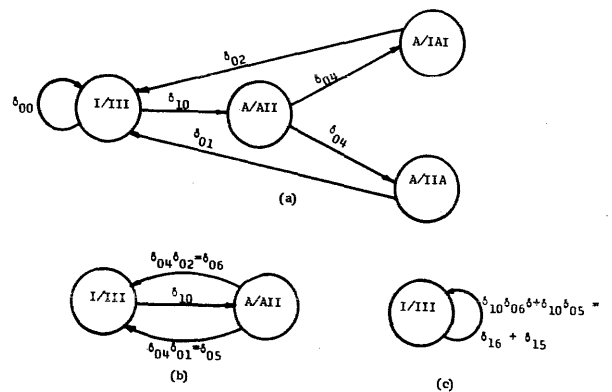 A/IAI
δ02
δ04
I/III
δ10
A/AII
δ00
δ04
δ01
A/IIA
(a)
δ04δ02=δ06
I/III
δ10
A/AII
δ04δ01=δ05
(b)
I/III
δ10δ06δ+δ10δ05 =
δ16 + δ15
(c)